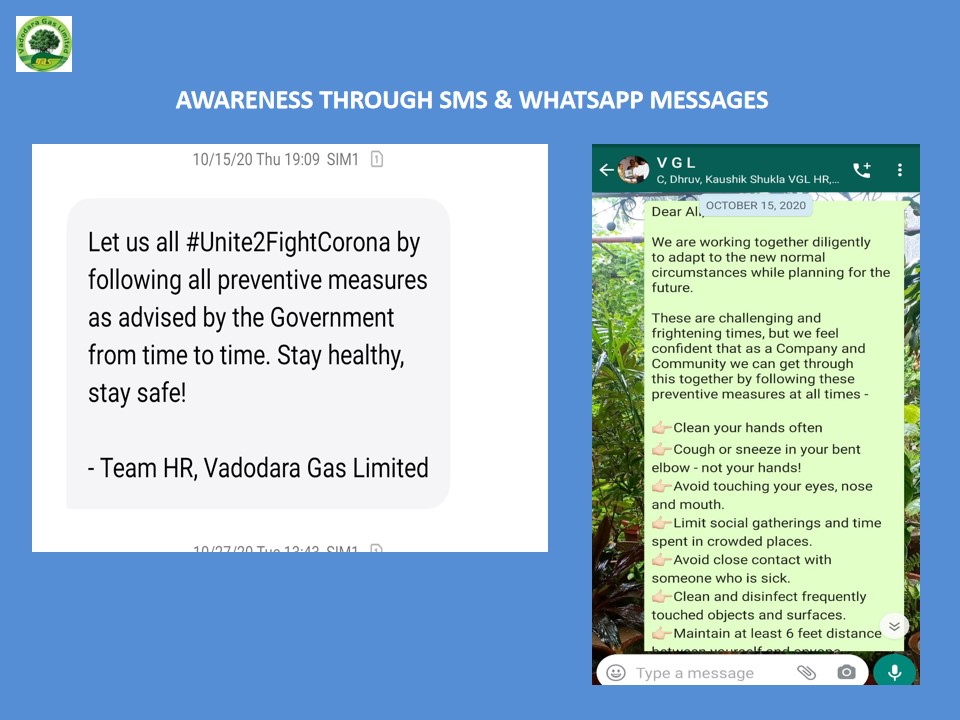 Vadodara Gas Limited
VGL
AWARENESS THROUGH SMS & WHATSAPP MESSAGES
10/15/20 Thu 19:09 SIM1 1
Let us all #Unite2FightCorona by
following all preventive measures
as advised by the Government
from time to time. Stay healthy,
stay safe!
- Team HR, Vadodara Gas Limited
10/27/20 Tue 13:43 SIM1
V G L
C, Dhruv, Kaushik Shukla VGL HR,...
OCTOBER 15, 2020
Dear All,
We are working together diligently
to adapt to the new normal
circumstances while planning for the
future.
These are challenging and
frightening times, but we feel
confident that as a Company and
Community we can get through
this together by following these
preventive measures at all times -
👉🏻Clean your hands often
👉🏻Cough or sneeze in your bent
elbow - not your hands!
👉🏻Avoid touching your eyes, nose
and mouth.
👉🏻Limit social gatherings and time
spent in crowded places.
👉🏻Avoid close contact with
someone who is sick.
👉🏻Clean and disinfect frequently
touched objects and surfaces.
👉🏻Maintain at least 6 feet distance
between yourself and anyone
Type a message